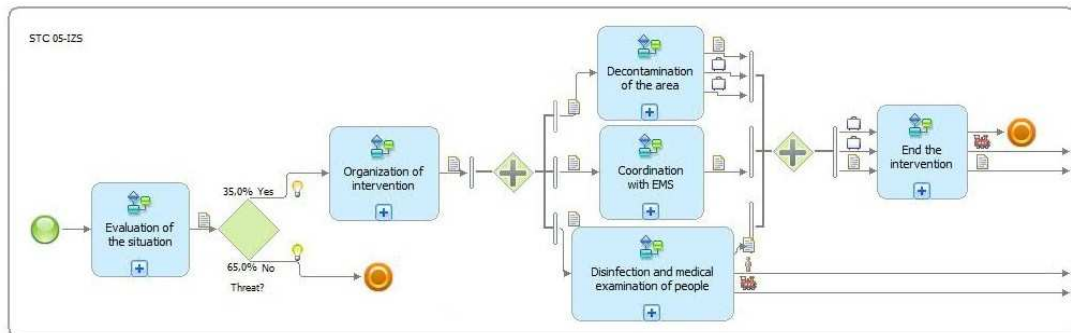 STC 05-IZS
Decontamination
of the area
35,0% Yes
Organization of
intervention
Coordination
with EMS
End the
intervention
Evaluation of
the situation
65,0% No
Threat?
Disinfection and medical
examination of people